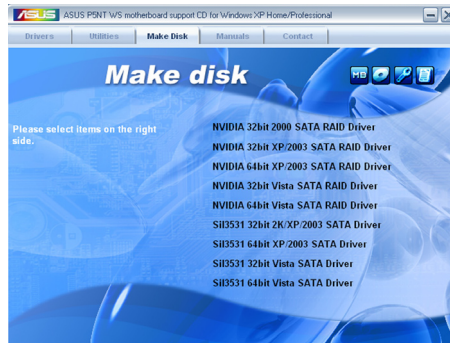 ASUS P5NT WS motherboard support CD for Windows XP Home/Professional
Drivers
Utilities
Make Disk
Manuals
Contact
Make disk
MB
Please select items on the right
side.
NVIDIA 32bit 2000 SATA RAID Driver
NVIDIA 32bit XP/2003 SATA RAID Driver
NVIDIA 64bit XP/2003 SATA RAID Driver
NVIDIA 32bit Vista SATA RAID Driver
NVIDIA 64bit Vista SATA RAID Driver
Sil3531 32bit 2K/XP/2003 SATA Driver
Sil3531 64bit XP/2003 SATA Driver
Sil3531 32bit Vista SATA Driver
Sil3531 64bit Vista SATA Driver